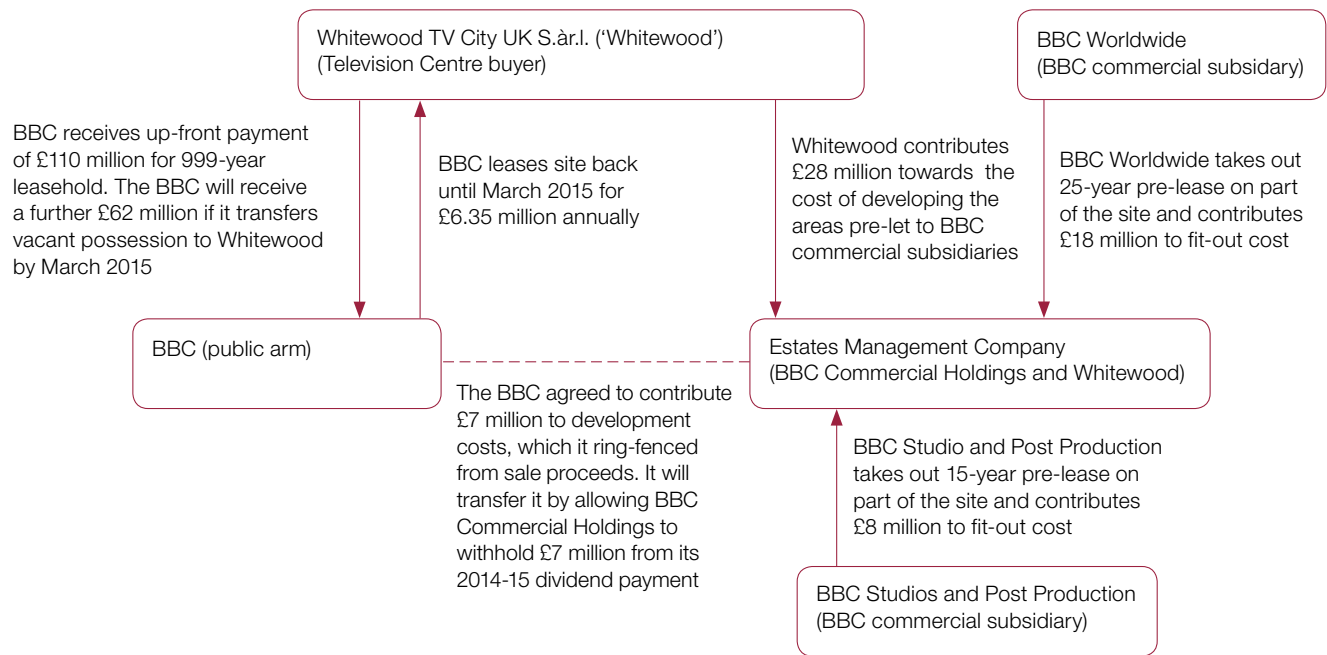 Whitewood TV City UK S.àr.l. (‘Whitewood’)
(Television Centre buyer)
BBC Worldwide
(BBC commercial subsidary)
BBC receives up-front payment
of £110 million for 999-year
leasehold. The BBC will receive
a further £62 million if it transfers
vacant possession to Whitewood
by March 2015
BBC leases site back
until March 2015 for
£6.35 million annually
Whitewood contributes
£28 million towards the
cost of developing the
areas pre-let to BBC
commercial subsidiaries
BBC Worldwide takes out
25-year pre-lease on part
of the site and contributes
£18 million to fit-out cost
BBC (public arm)
Estates Management Company
(BBC Commercial Holdings and Whitewood)
The BBC agreed to contribute
£7 million to development
costs, which it ring-fenced
from sale proceeds. It will
transfer it by allowing BBC
Commercial Holdings to
withhold £7 million from its
2014-15 dividend payment
BBC Studio and Post Production
takes out 15-year pre-lease on
part of the site and contributes
£8 million to fit-out cost
BBC Studios and Post Production
(BBC commercial subsidiary)